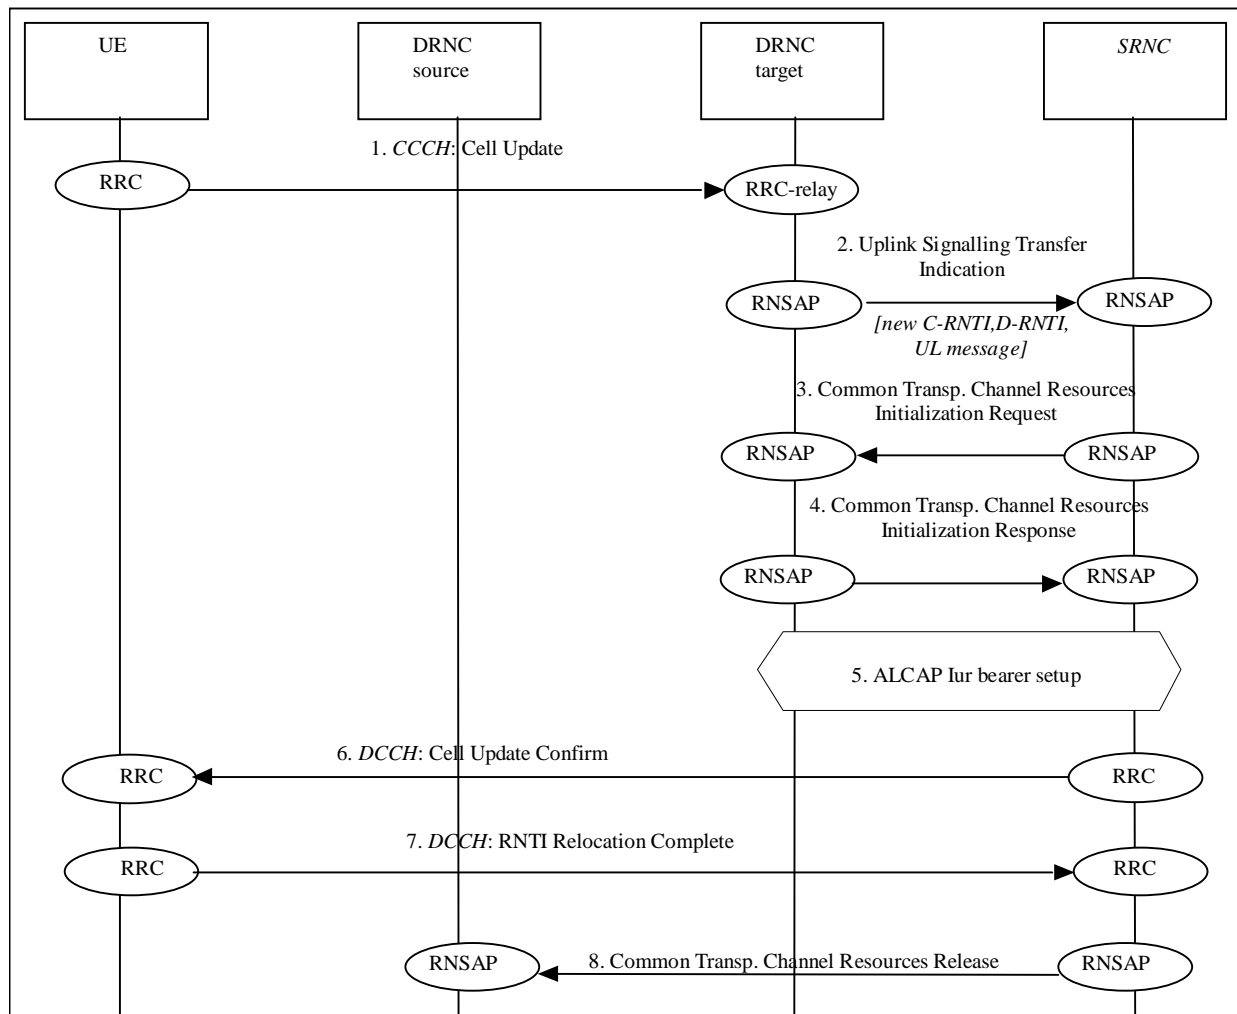 UE
DRNC
source
DRNC
target
SRNC
1. CCCH: Cell Update
RRC
RRC-relay
2. Uplink Signalling Transfer
Indication
RNSAP
RNSAP
[new C-RNTI,D-RNTI,
UL message]
3. Common Transp. Channel Resources
Initialization Request
RNSAP
RNSAP
4. Common Transp. Channel Resources
Initialization Response
RNSAP
RNSAP
5. ALCAP Iur bearer setup
6. DCCH: Cell Update Confirm
RRC
RRC
7. DCCH: RNTI Relocation Complete
RRC
RRC
RNSAP
8. Common Transp. Channel Resources Release
RNSAP